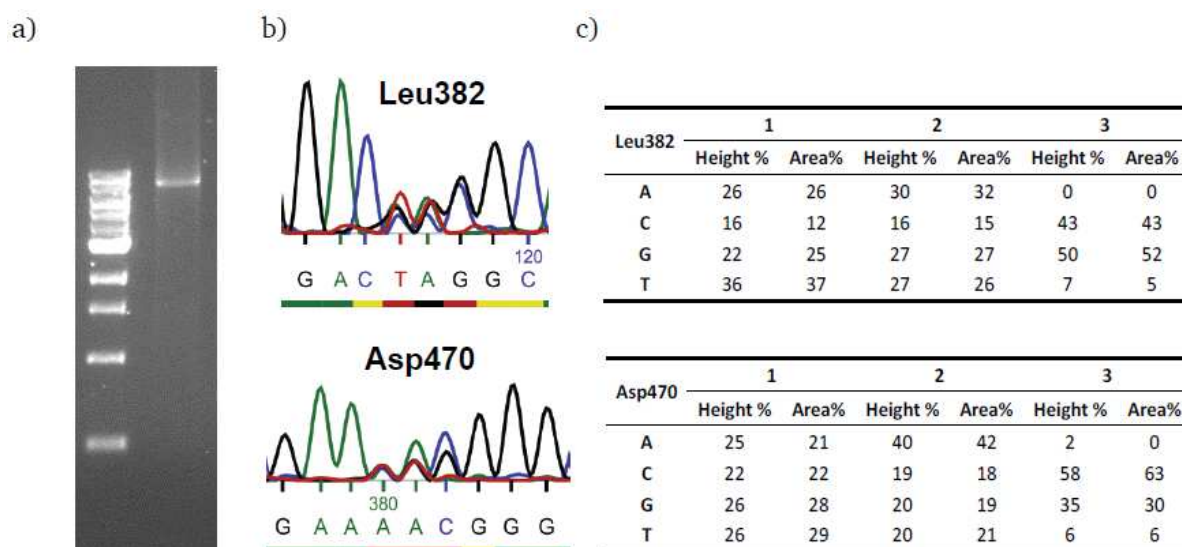 a)
b)
c)
Leu382
120
G A C T A G G C
Asp470
380
G A A A A C G G G
Leu382 1 2 3
Height % Area% Height % Area% Height % Area%
A 26 26 30 32 0 0
C 16 12 16 15 43 43
G 22 25 27 27 50 52
T 36 37 27 26 7 5
Asp470 1 2 3
Height % Area% Height % Area% Height % Area%
A 25 21 40 42 2 0
C 22 22 19 18 58 63
G 26 28 20 19 35 30
T 26 29 20 21 6 6